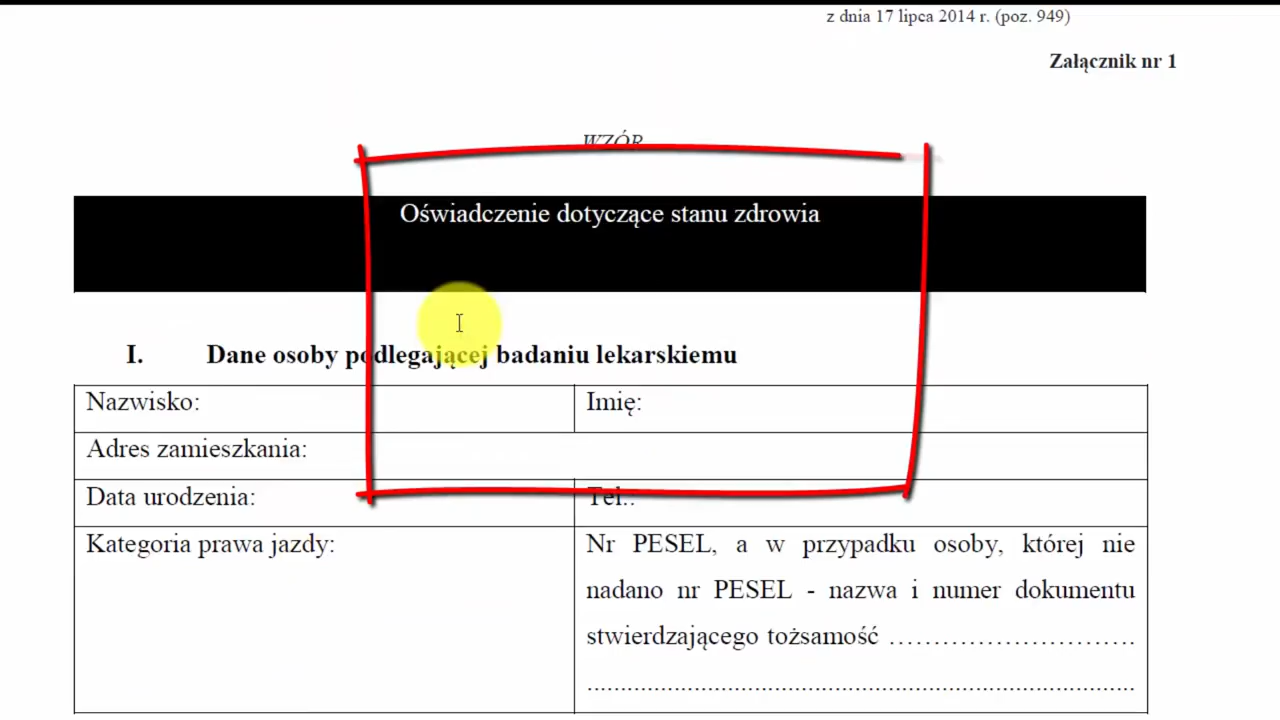 z dnia 17 lipca 2014 r. (poz. 949)
Załącznik nr 1
WZÓR
Oświadczenie dotyczące stanu zdrowia
I. Dane osoby podlegającej badaniu lekarskiemu
Nazwisko: Imię:
Adres zamieszkania:
Data urodzenia: Tel.:
Kategoria prawa jazdy: Nr PESEL, a w przypadku osoby, której nie
nadano nr PESEL - nazwa i numer dokumentu
stwierdzającego tożsamość ………………………….
...................................................................................